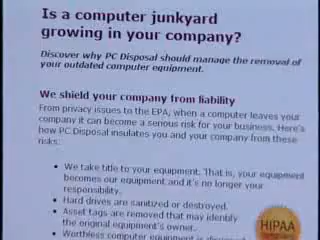 Is a computer junkyard
growing in your company?
Discover why PC Disposal should manage the removal of
your outdated computer equipment.
We shield your company from liability
From privacy issues to the EPA, when a computer leaves your
company it can become a serious risk for your business. Here's
how PC Disposal insulates you and your company from these
risks:
• We take title to your equipment. That is, your equipment
becomes our equipment and it's no longer your
responsibility.
• Hard drives are sanitized or destroyed.
• Asset tags are removed that may identify
the original equipment's owner.
• Worthless computer equipment is
HIPAA